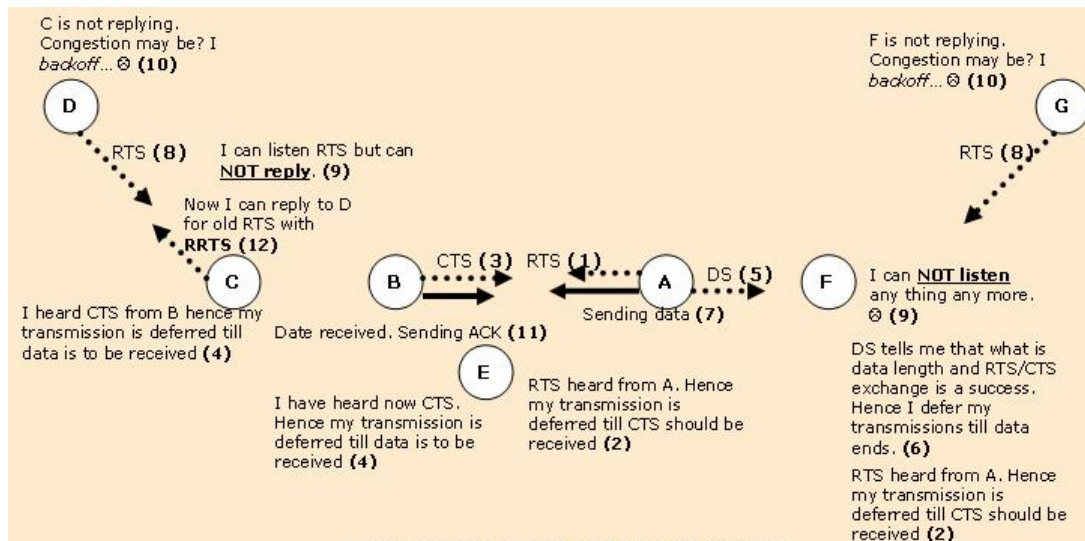 C is not replying.
Congestion may be? I
backoff... ☹ (10)
F is not replying.
Congestion may be? I
backoff... ☹ (10)
D
G
RTS (8)
I can listen RTS but can
NOT reply. (9)
RTS (8)
Now I can reply to D
for old RTS with
RRTS (12)
C
B
CTS (3)
RTS (1)
A
DS (5)
F
I can NOT listen
any thing any more.
☹ (9)
I heard CTS from B hence my
transmission is deferred till
data is to be received (4)
Sending data (7)
Date received. Sending ACK (11)
E
I have heard now CTS.
Hence my transmission is
deferred till data is to be
received (4)
RTS heard from A. Hence
my transmission is
deferred till CTS should be
received (2)
DS tells me that what is
data length and RTS/CTS
exchange is a success.
Hence I defer my
transmissions till data
ends. (6)
RTS heard from A. Hence
my transmission is
deferred till CTS should be
received (2)